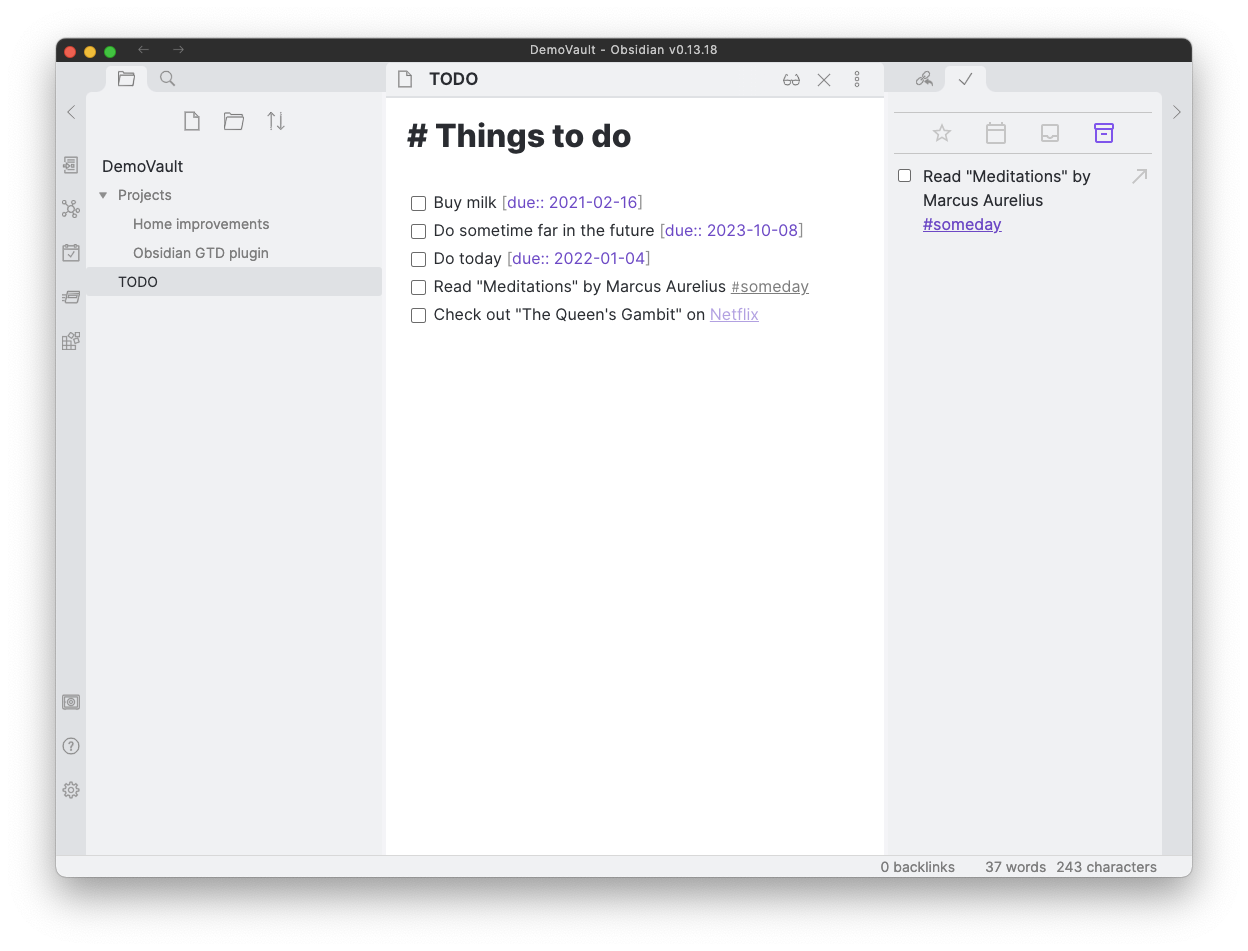 DemoVault - Obsidian v0.13.18
DemoVault
Projects
Home improvements
Obsidian GTD plugin
TODO
TODO
# Things to do
Buy milk [due:: 2021-02-16]
Do sometime far in the future [due:: 2023-10-08]
Do today [due:: 2022-01-04]
Read "Meditations" by Marcus Aurelius #someday
Check out "The Queen's Gambit" on Netflix
Read "Meditations" by
Marcus Aurelius
#someday
0 backlinks 37 words 243 characters